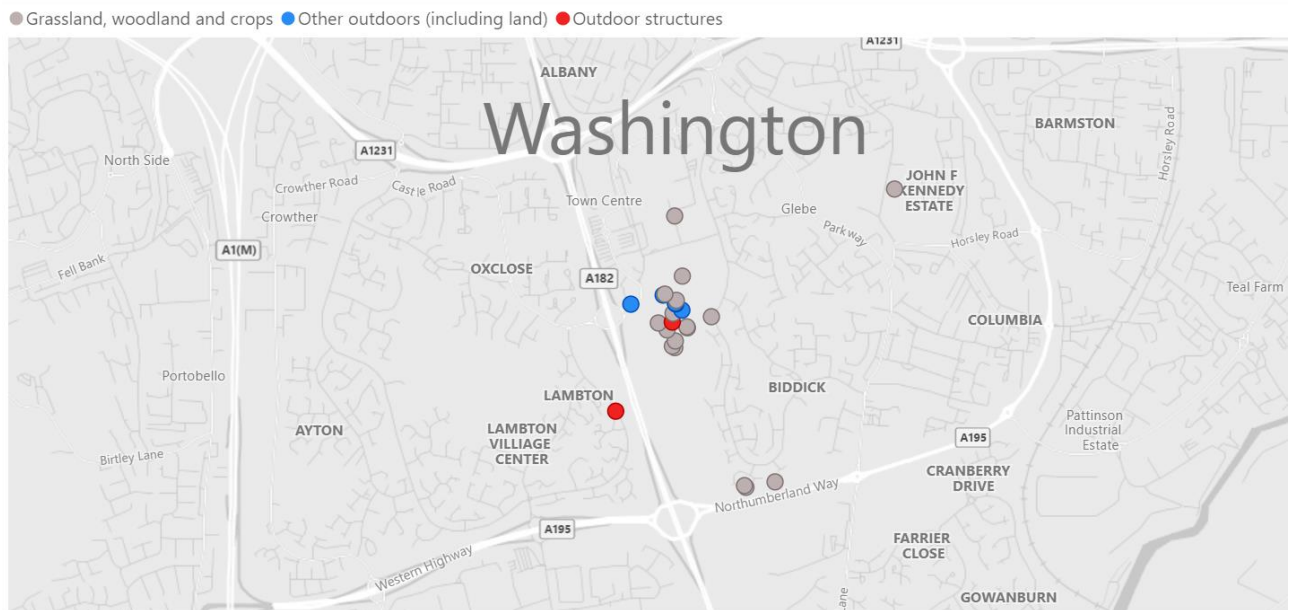 Grassland, woodland and crops Other outdoors (including land) Outdoor structures
A1231
ALBANY
Washington
BARMSTON
Horsley Road
A1231
North Side
Crowther Road
Castle Road
JOHN F
KENNEDY
ESTATE
Town Centre
Glebe
Crowther
Parkway
Horsley Road
A1(M)
Fell Bank
OXCLOSE
A182
Teal Farm
COLUMBIA
Portobello
BIDDICK
LAMBTON
Pattinson
Industrial
Estate
AYTON
LAMBTON
VILLIAGE
CENTER
A195
Birtley Lane
CRANBERRY
DRIVE
Northumberland Way
A195
FARRIER
CLOSE
Western Highway
Lane
GOWANBURN